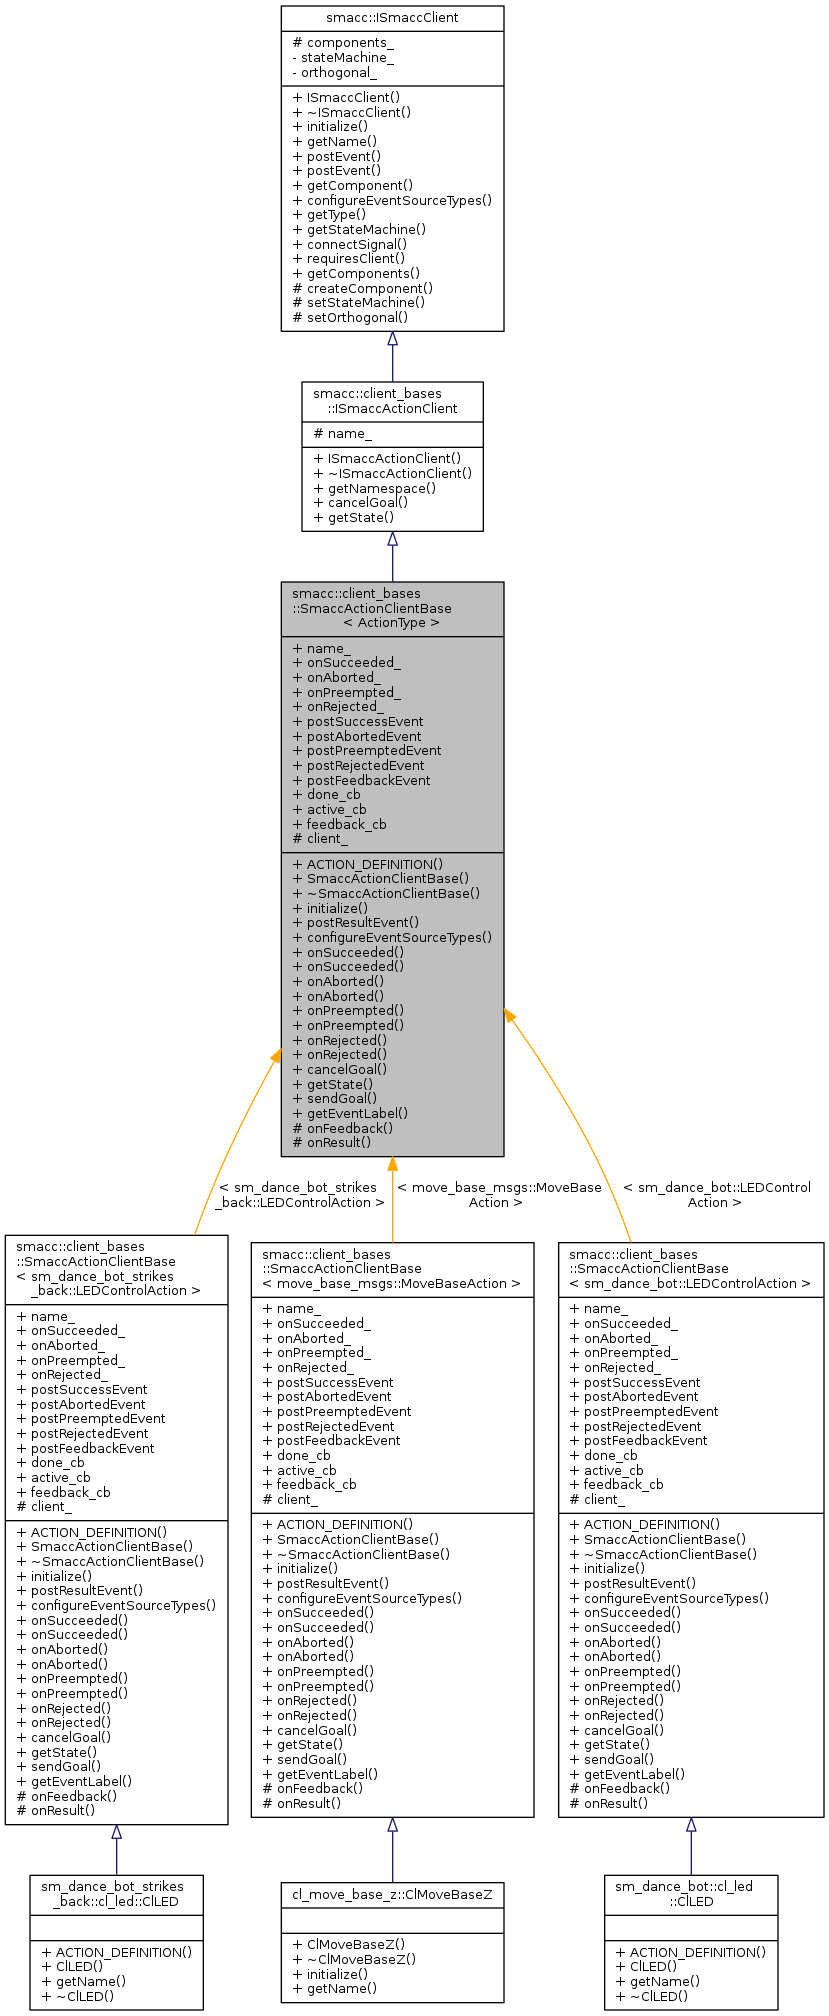 smacc::ISmaccClient
# components_
- stateMachine_
- orthogonal_
+ ISmaccClient()
+ ~ISmaccClient()
+ initialize()
+ getName()
+ postEvent()
+ postEvent()
+ getComponent()
+ configureEventSourceTypes()
+ getType()
+ getStateMachine()
+ connectSignal()
+ requiresClient()
+ getComponents()
# createComponent()
# setStateMachine()
# setOrthogonal()
smacc::client_bases
::ISmaccActionClient
# name_
+ ISmaccActionClient()
+ ~ISmaccActionClient()
+ getNamespace()
+ cancelGoal()
+ getState()
smacc::client_bases
::SmaccActionClientBase
< ActionType >
+ name_
+ onSucceeded_
+ onAborted_
+ onPreempted_
+ onRejected_
+ postSuccessEvent
+ postAbortedEvent
+ postPreemptedEvent
+ postRejectedEvent
+ postFeedbackEvent
+ done_cb
+ active_cb
+ feedback_cb
# client_
+ ACTION_DEFINITION()
+ SmaccActionClientBase()
+ ~SmaccActionClientBase()
+ initialize()
+ postResultEvent()
+ configureEventSourceTypes()
+ onSucceeded()
+ onSucceeded()
+ onAborted()
+ onAborted()
+ onPreempted()
+ onPreempted()
+ onRejected()
+ onRejected()
+ cancelGoal()
+ getState()
+ sendGoal()
+ getEventLabel()
# onFeedback()
# onResult()
< sm_dance_bot_strikes
_back::LEDControlAction >
< move_base_msgs::MoveBase
Action >
< sm_dance_bot::LEDControl
Action >
smacc::client_bases
::SmaccActionClientBase
< sm_dance_bot_strikes
_back::LEDControlAction >
+ name_
+ onSucceeded_
+ onAborted_
+ onPreempted_
+ onRejected_
+ postSuccessEvent
+ postAbortedEvent
+ postPreemptedEvent
+ postRejectedEvent
+ postFeedbackEvent
+ done_cb
+ active_cb
+ feedback_cb
# client_
+ ACTION_DEFINITION()
+ SmaccActionClientBase()
+ ~SmaccActionClientBase()
+ initialize()
+ postResultEvent()
+ configureEventSourceTypes()
+ onSucceeded()
+ onSucceeded()
+ onAborted()
+ onAborted()
+ onPreempted()
+ onPreempted()
+ onRejected()
+ onRejected()
+ cancelGoal()
+ getState()
+ sendGoal()
+ getEventLabel()
# onFeedback()
# onResult()
smacc::client_bases
::SmaccActionClientBase
< move_base_msgs::MoveBaseAction >
+ name_
+ onSucceeded_
+ onAborted_
+ onPreempted_
+ onRejected_
+ postSuccessEvent
+ postAbortedEvent
+ postPreemptedEvent
+ postRejectedEvent
+ postFeedbackEvent
+ done_cb
+ active_cb
+ feedback_cb
# client_
+ ACTION_DEFINITION()
+ SmaccActionClientBase()
+ ~SmaccActionClientBase()
+ initialize()
+ postResultEvent()
+ configureEventSourceTypes()
+ onSucceeded()
+ onSucceeded()
+ onAborted()
+ onAborted()
+ onPreempted()
+ onPreempted()
+ onRejected()
+ onRejected()
+ cancelGoal()
+ getState()
+ sendGoal()
+ getEventLabel()
# onFeedback()
# onResult()
smacc::client_bases
::SmaccActionClientBase
< sm_dance_bot::LEDControlAction >
+ name_
+ onSucceeded_
+ onAborted_
+ onPreempted_
+ onRejected_
+ postSuccessEvent
+ postAbortedEvent
+ postPreemptedEvent
+ postRejectedEvent
+ postFeedbackEvent
+ done_cb
+ active_cb
+ feedback_cb
# client_
+ ACTION_DEFINITION()
+ SmaccActionClientBase()
+ ~SmaccActionClientBase()
+ initialize()
+ postResultEvent()
+ configureEventSourceTypes()
+ onSucceeded()
+ onSucceeded()
+ onAborted()
+ onAborted()
+ onPreempted()
+ onPreempted()
+ onRejected()
+ onRejected()
+ cancelGoal()
+ getState()
+ sendGoal()
+ getEventLabel()
# onFeedback()
# onResult()
sm_dance_bot_strikes
_back::cl_led::ClLED
+ ACTION_DEFINITION()
+ ClLED()
+ getName()
+ ~ClLED()
cl_move_base_z::ClMoveBaseZ
+ ClMoveBaseZ()
+ ~ClMoveBaseZ()
+ initialize()
+ getName()
sm_dance_bot::cl_led
::ClLED
+ ACTION_DEFINITION()
+ ClLED()
+ getName()
+ ~ClLED()